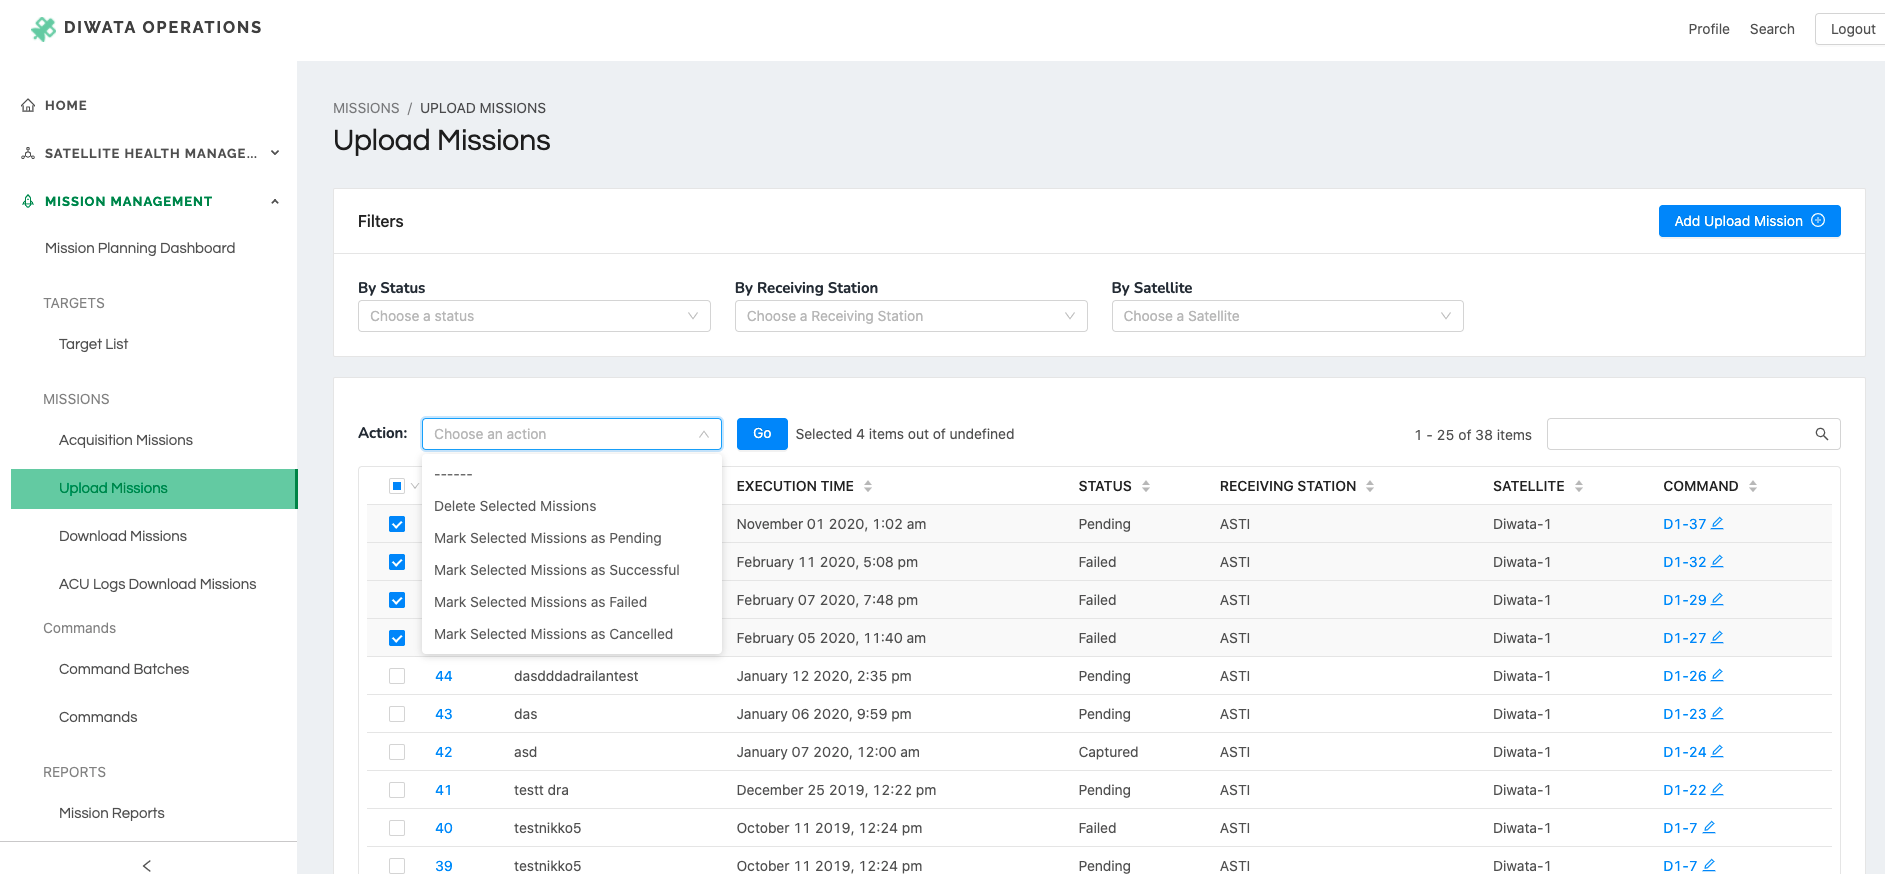 DIWATA OPERATIONS
Profile Search Logout
HOME
SATELLITE HEALTH MANAGE...
MISSION MANAGEMENT
Mission Planning Dashboard
TARGETS
Target List
MISSIONS
Acquisition Missions
Upload Missions
Download Missions
ACU Logs Download Missions
Commands
Command Batches
Commands
REPORTS
Mission Reports
MISSIONS / UPLOAD MISSIONS
Upload Missions
Filters
Add Upload Mission
By Status By Receiving Station By Satellite
Choose a status Choose a Receiving Station Choose a Satellite
Action: Choose an action Go Selected 4 items out of undefined 1 - 25 of 38 items
------
Delete Selected Missions
Mark Selected Missions as Pending
Mark Selected Missions as Successful
Mark Selected Missions as Failed
Mark Selected Missions as Cancelled
EXECUTION TIME STATUS RECEIVING STATION SATELLITE COMMAND
November 01 2020, 1:02 am Pending ASTI Diwata-1 D1-37
February 11 2020, 5:08 pm Failed ASTI Diwata-1 D1-32
February 07 2020, 7:48 pm Failed ASTI Diwata-1 D1-29
February 05 2020, 11:40 am Failed ASTI Diwata-1 D1-27
44 dasdddadrailantest January 12 2020, 2:35 pm Pending ASTI Diwata-1 D1-26
43 das January 06 2020, 9:59 pm Pending ASTI Diwata-1 D1-23
42 asd January 07 2020, 12:00 am Captured ASTI Diwata-1 D1-24
41 testt dra December 25 2019, 12:22 pm Pending ASTI Diwata-1 D1-22
40 testnikko5 October 11 2019, 12:24 pm Failed ASTI Diwata-1 D1-7
39 testnikko5 October 11 2019, 12:24 pm Pending ASTI Diwata-1 D1-7